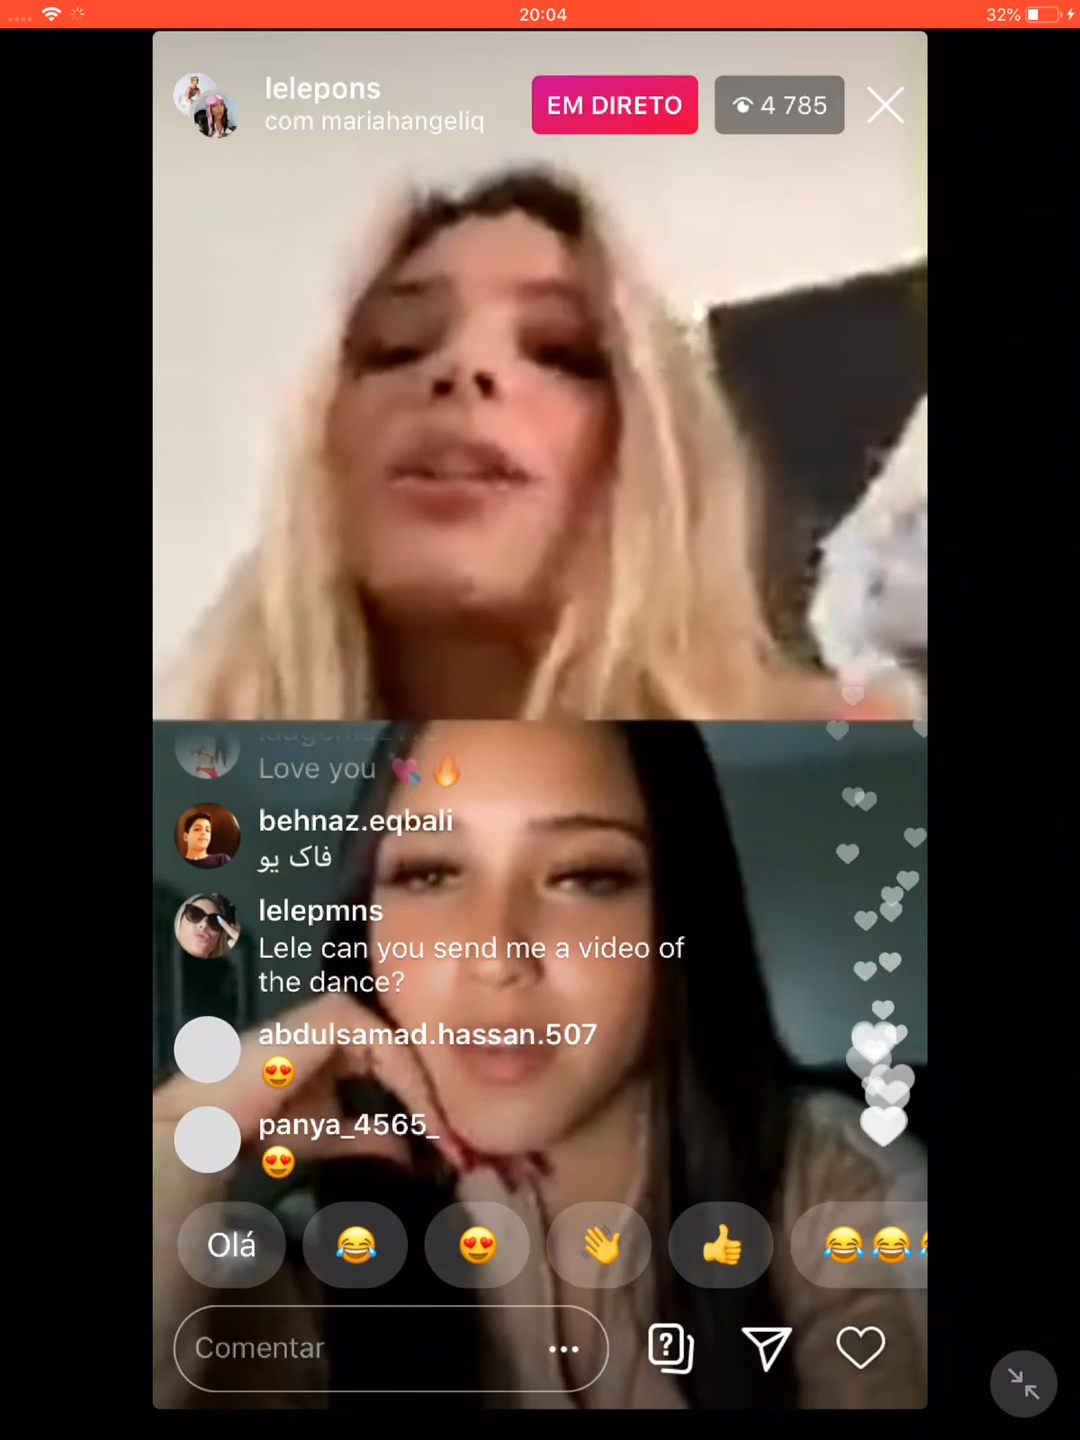 20:04
32%
lelepons
com mariahangeliq
EM DIRETO
4 785
Love you
behnaz.eqbali
فاک یو
lelepmns
Lele can you send me a video of
the dance?
abdulsamad.hassan.507
panya_4565_
Olá
Comentar